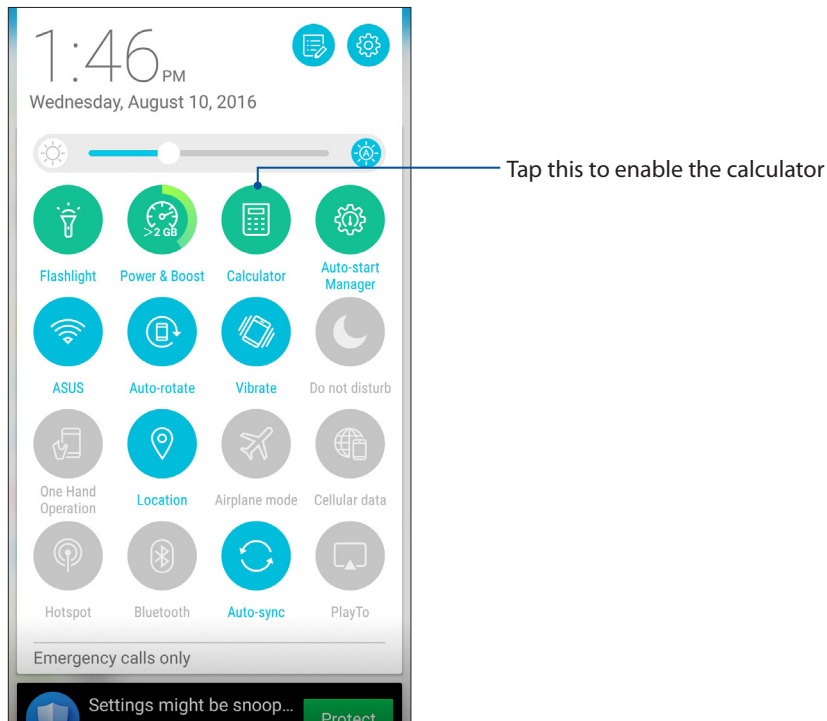 1:46 PM
Wednesday, August 10, 2016
A
Tap this to enable the calculator
>2 GB
Flashlight Power & Boost Calculator Auto-start
Manager
ASUS Auto-rotate Vibrate Do not disturb
One Hand
Operation
Location Airplane mode Cellular data
Hotspot Bluetooth Auto-sync PlayTo
Emergency calls only
Settings might be snoop...
Protect